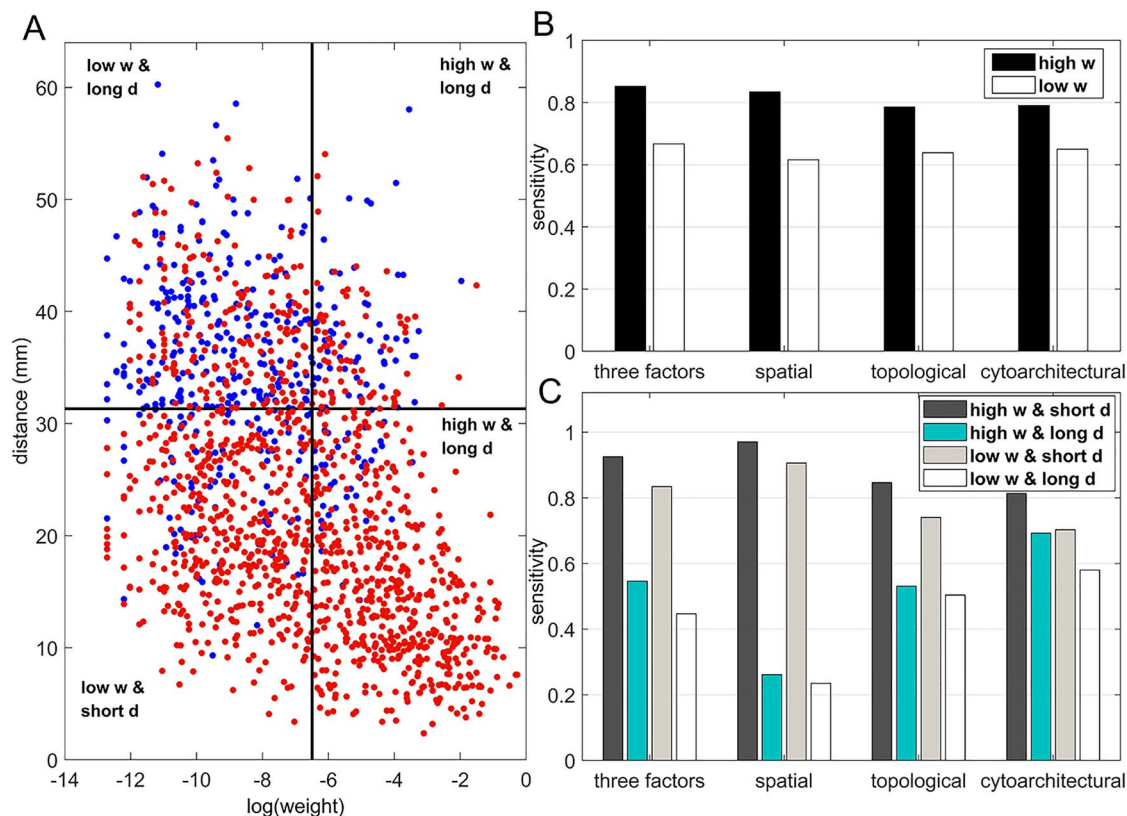 A
low w &
long d
high w &
long d
high w &
long d
low w &
short d
60
50
40
30
20
10
0
distance (mm)
-14
-12
-10
-8
-6
-4
-2
0
log(weight)
B
1
0.8
0.6
0.4
0.2
0
sensitivity
high w
low w
three factors
spatial
topological
cytoarchitectural
C
1
0.8
0.6
0.4
0.2
0
sensitivity
high w & short d
high w & long d
low w & short d
low w & long d
three factors
spatial
topological
cytoarchitectural